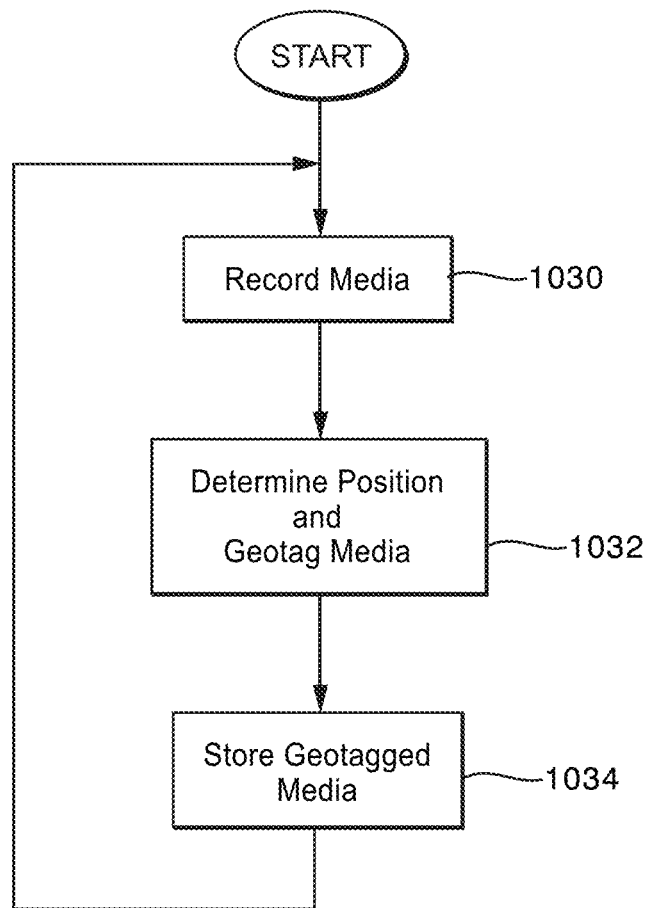 START
Record Media
1030
Determine Position
and
Geotag Media
1032
Store Geotagged
Media
1034